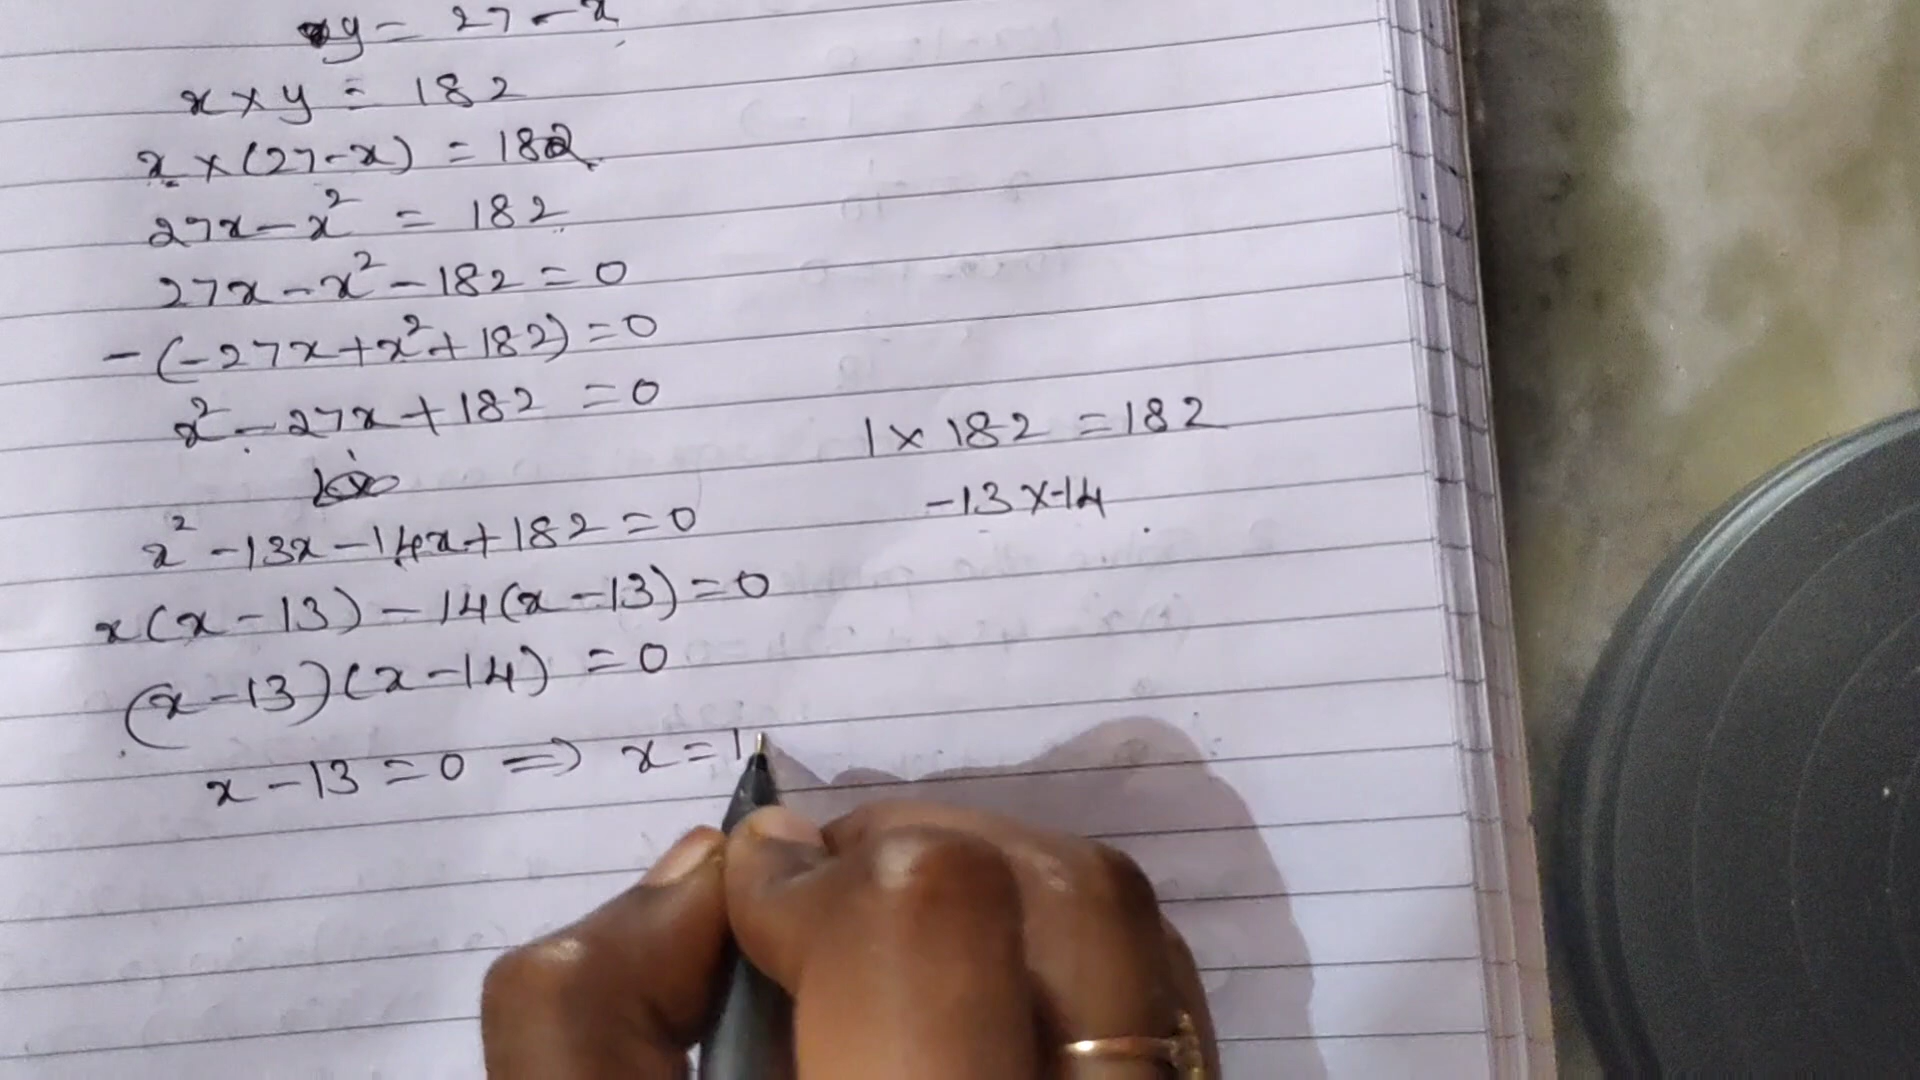 y = 27 - x
x × y = 182
x × (27 - x) = 182
27x - x² = 182
27x - x² - 182 = 0
- (-27x + x² + 182) = 0
x² - 27x + 182 = 0
1 × 182 = 182
-13 × -14
x² - 13x - 14x + 182 = 0
x(x - 13) - 14(x - 13) = 0
(x - 13)(x - 14) = 0
x - 13 = 0 ⇒ x = 1